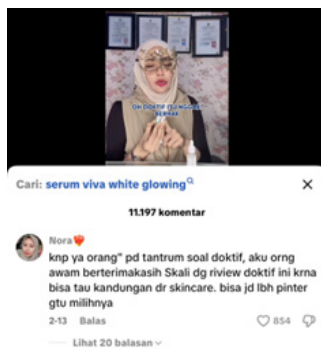 OH DOKTIF ISUNGGUH
BERHAK
Cari: serum viva white glowing
11.197 komentar
Nora
knp ya orang" pd tantrum soal doktif, aku orng
awam berterimakasih Skali dg riview doktif ini krna
bisa tau kandungan dr skincare. bisa jd lbh pinter
gtu milihnya
2-13 Balas
854
Lihat 20 balasan